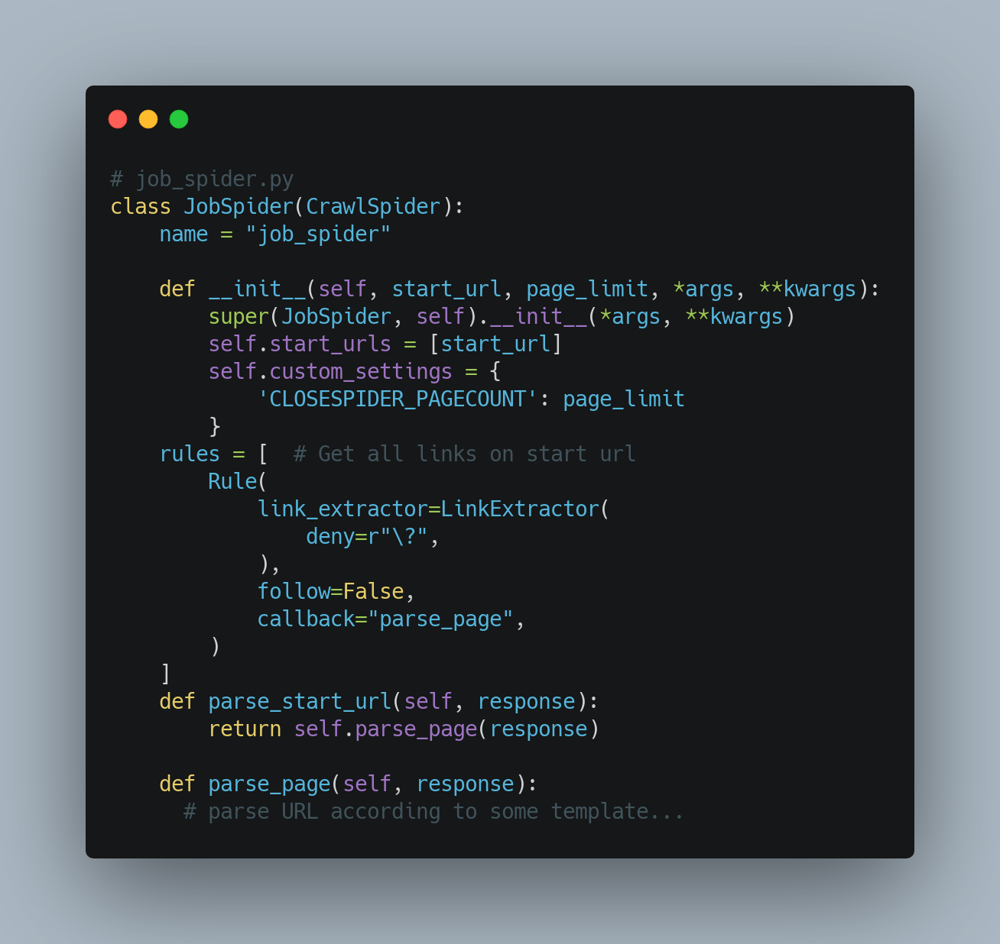 # job_spider.py
class JobSpider(CrawlSpider):
    name = "job_spider"

    def __init__(self, start_url, page_limit, *args, **kwargs):
        super(JobSpider, self).__init__(*args, **kwargs)
        self.start_urls = [start_url]
        self.custom_settings = {
            'CLOSESPIDER_PAGECOUNT': page_limit
        }
    rules = [  # Get all links on start url
        Rule(
            link_extractor=LinkExtractor(
                deny=r"\?",
            ),
            follow=False,
            callback="parse_page",
        )
    ]
    def parse_start_url(self, response):
        return self.parse_page(response)

    def parse_page(self, response):
      # parse URL according to some template...